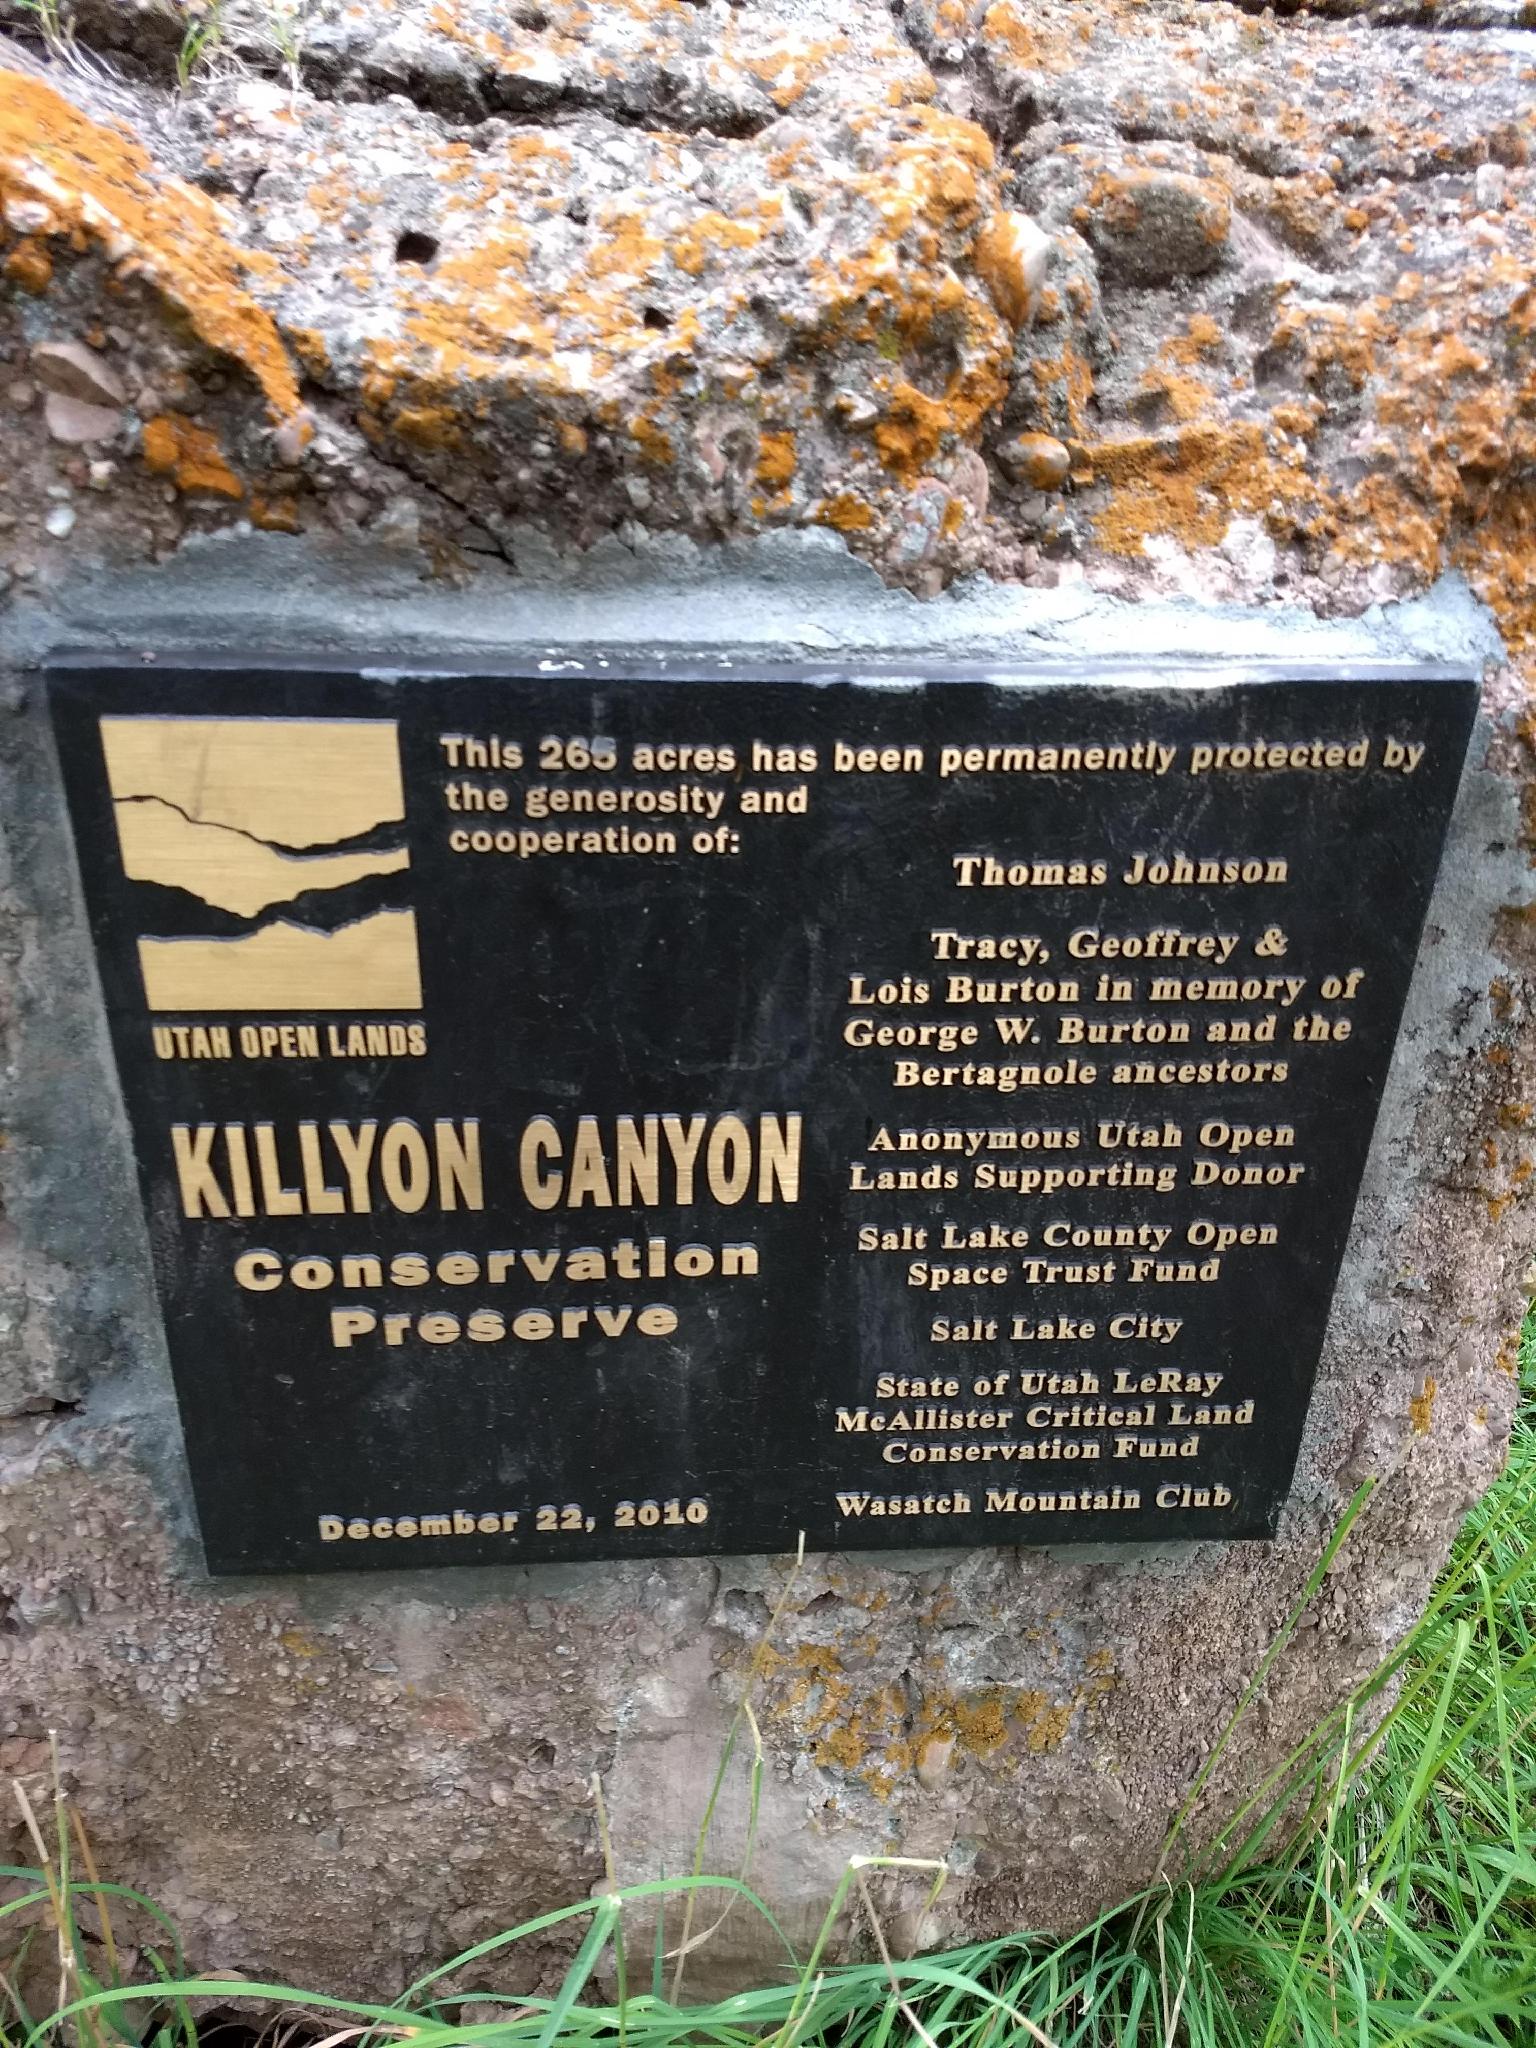 This 265 acres has been permanently protected by
the generosity and
cooperation of:
UTAH OPEN LANDS
KILLYON CANYON
Conservation
Preserve
December 22, 2010
Thomas Johnson
Tracy, Geoffrey &
Lois Burton in memory of
George W. Burton and the
Bertagnole ancestors
Anonymous Utah Open
Lands Supporting Donor
Salt Lake County Open
Space Trust Fund
Salt Lake City
State of Utah LeRay
McAllister Critical Land
Conservation Fund
Wasatch Mountain Club